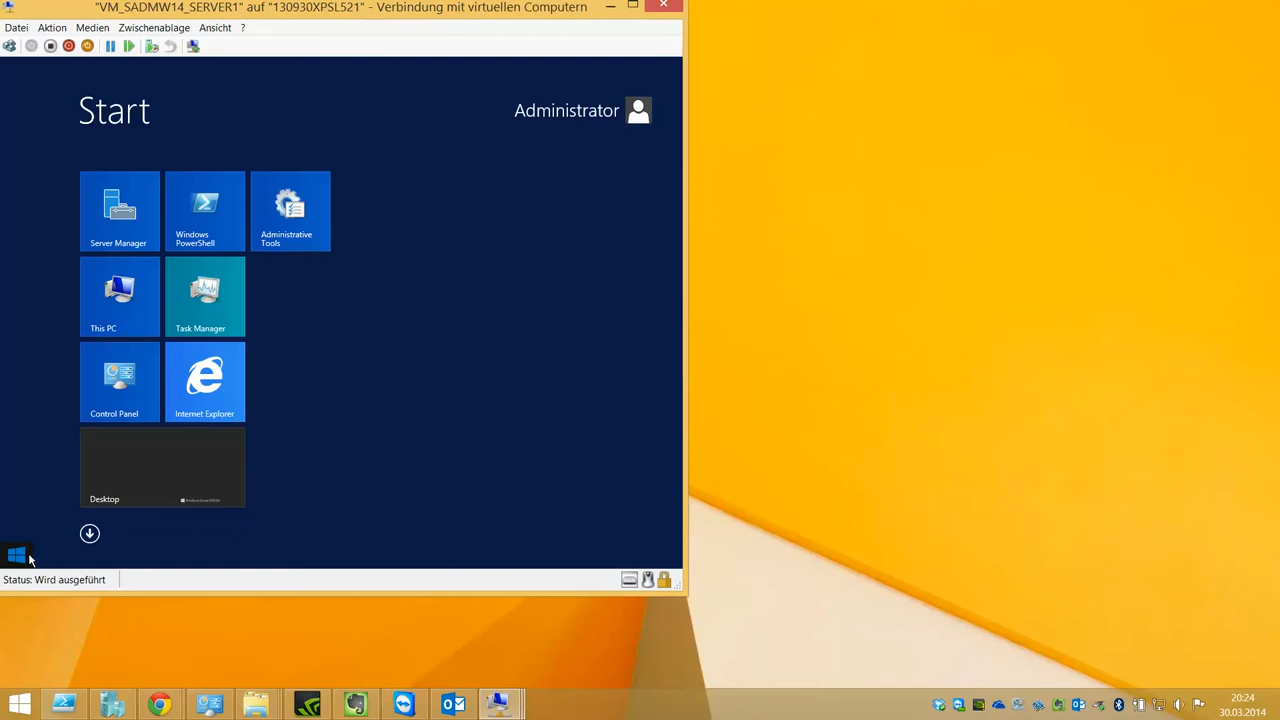 "VM_SADMW14_SERVER1" auf "130930XPSL521" - Verbindung mit virtuellen Computern
Datei Aktion Medien Zwischenablage Ansicht ?
Start
Administrator
Server Manager
Windows PowerShell
Administrative Tools
This PC
Task Manager
Control Panel
Internet Explorer
Desktop
Status: Wird ausgeführt
20:24
30.03.2014